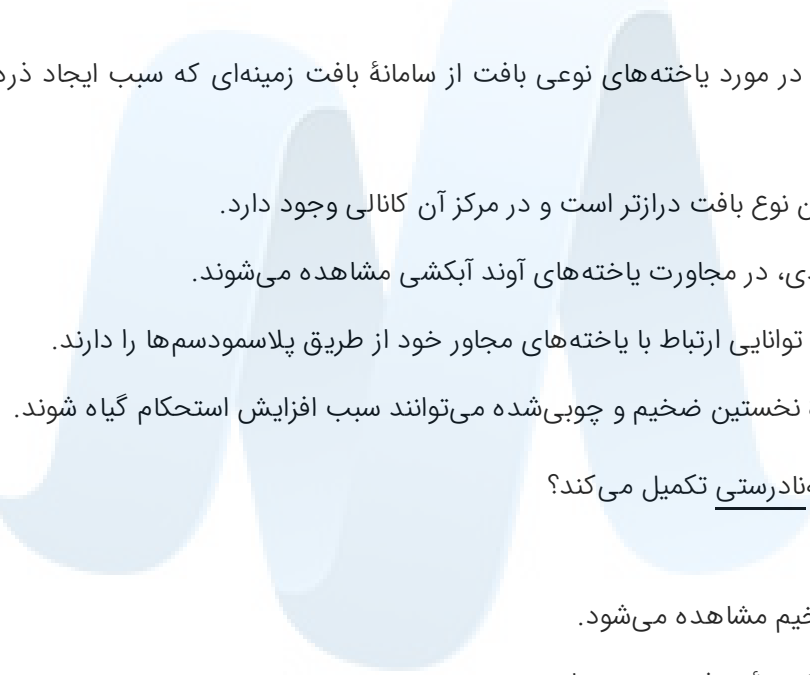 در مورد یاخته‌های نوعی بافت از سامانهٔ بافت زمینه‌ای که سبب ایجاد ذرد
نوع بافت درازتر است و در مرکز آن کانالی وجود دارد.
در مجاورت یاخته‌های آوند آبکشی مشاهده می‌شوند.
توانایی ارتباط با یاخته‌های مجاور خود از طریق پلاسمودسم‌ها را دارند.
نخستین ضخیم و چوبی‌شده می‌توانند سبب افزایش استحکام گیاه شوند.
نادرستی تکمیل می‌کند؟
مشاهده می‌شود.